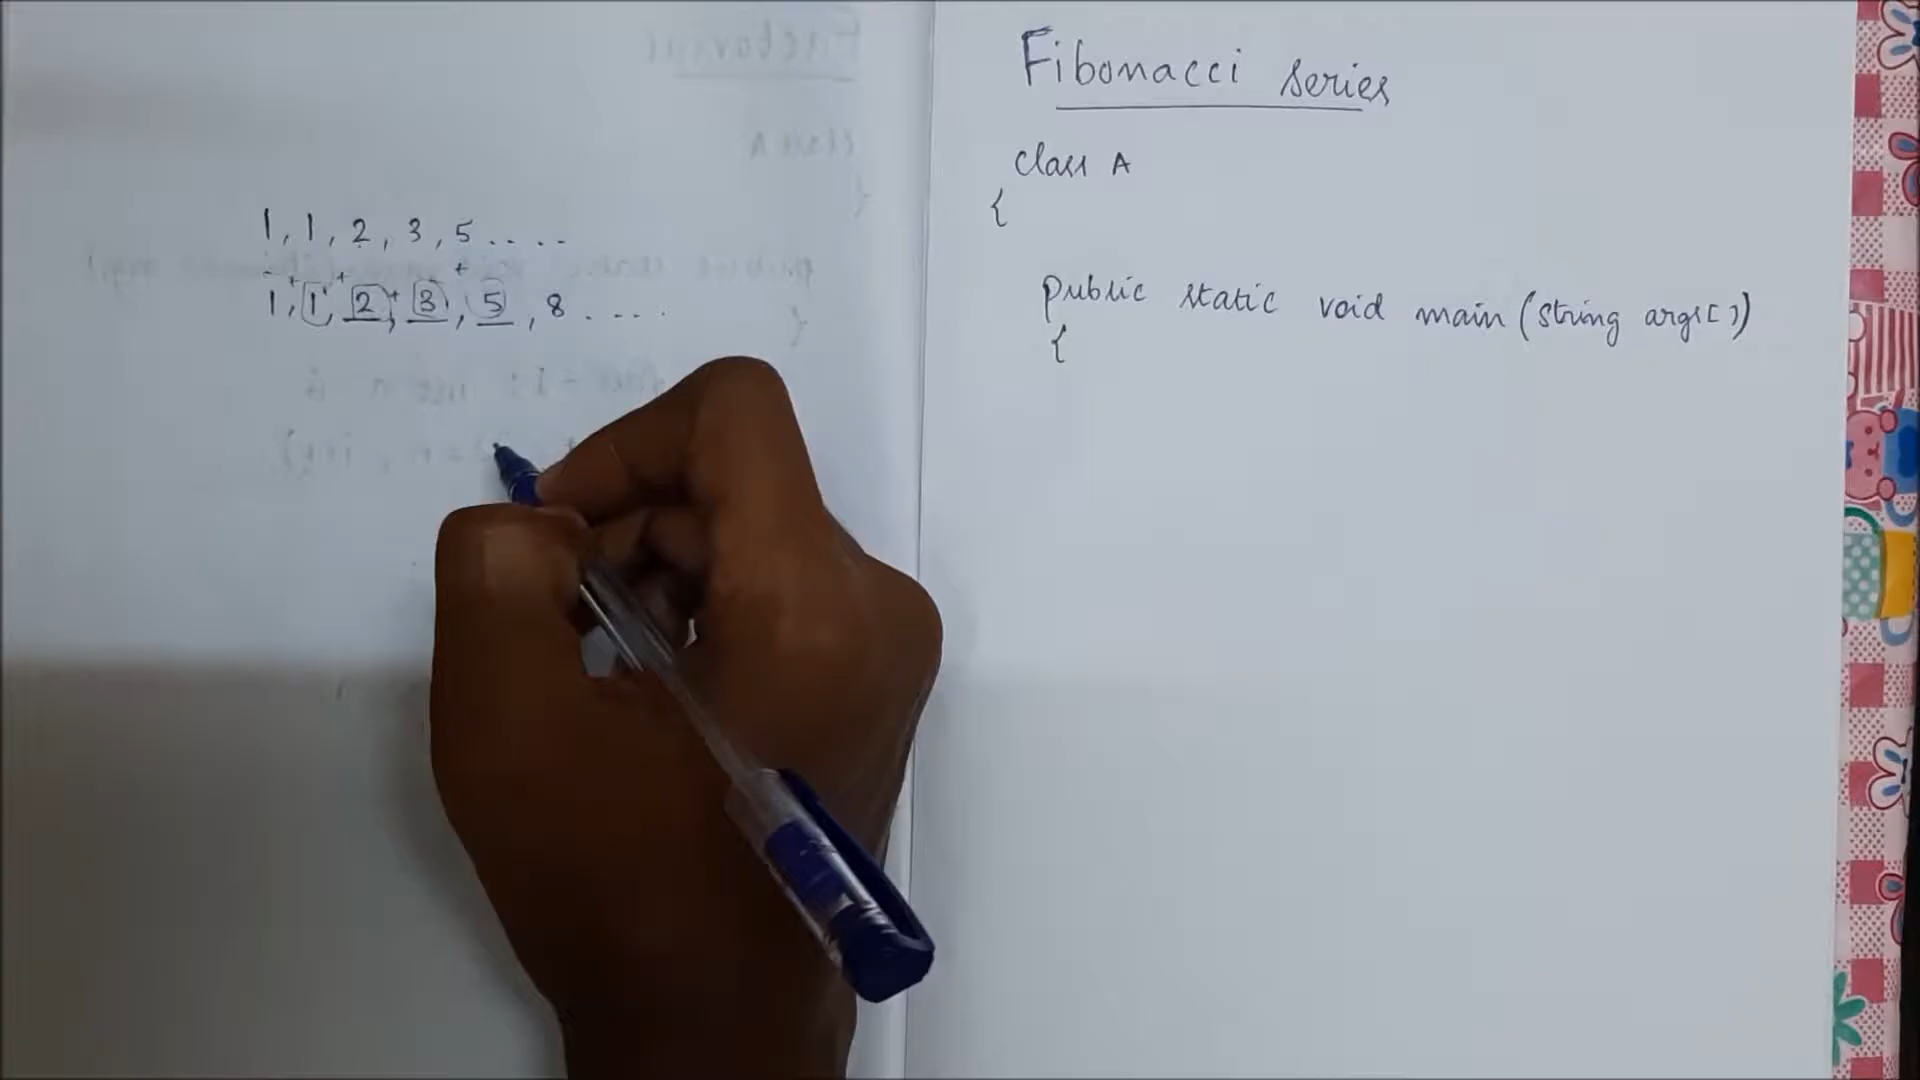 1, 1, 2, 3, 5 ....
1, 1, 2, 3, 5, 8 ....
Fibonacci series
class A
{
public static void main (string args[])
{